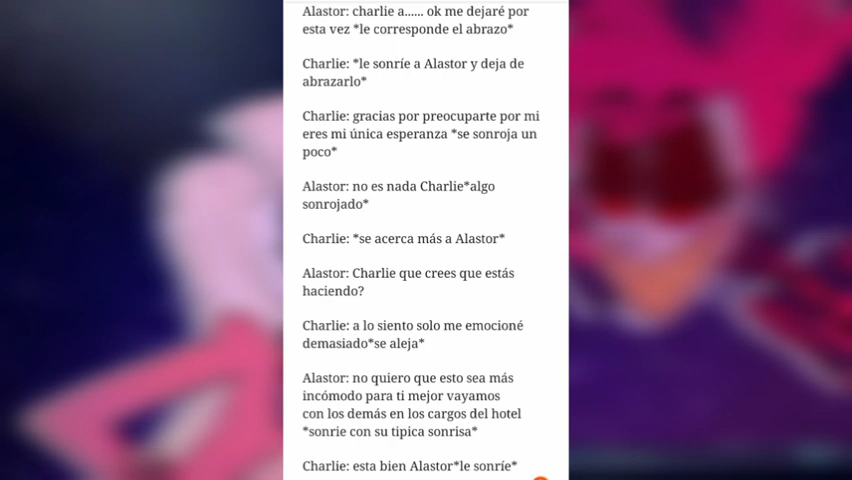 Alastor: charlie a...... ok me dejaré por
esta vez *le corresponde el abrazo*
Charlie: *le sonríe a Alastor y deja de
abrazarlo*
Charlie: gracias por preocuparte por mi
eres mi única esperanza *se sonroja un
poco*
Alastor: no es nada Charlie*algo
sonrojado*
Charlie: *se acerca más a Alastor*
Alastor: Charlie que crees que estás
haciendo?
Charlie: a lo siento solo me emocioné
demasiado*se aleja*
Alastor: no quiero que esto sea más
incómodo para ti mejor vayamos
con los demás en los cargos del hotel
*sonrie con su tipica sonrisa*
Charlie: esta bien Alastor*le sonríe*